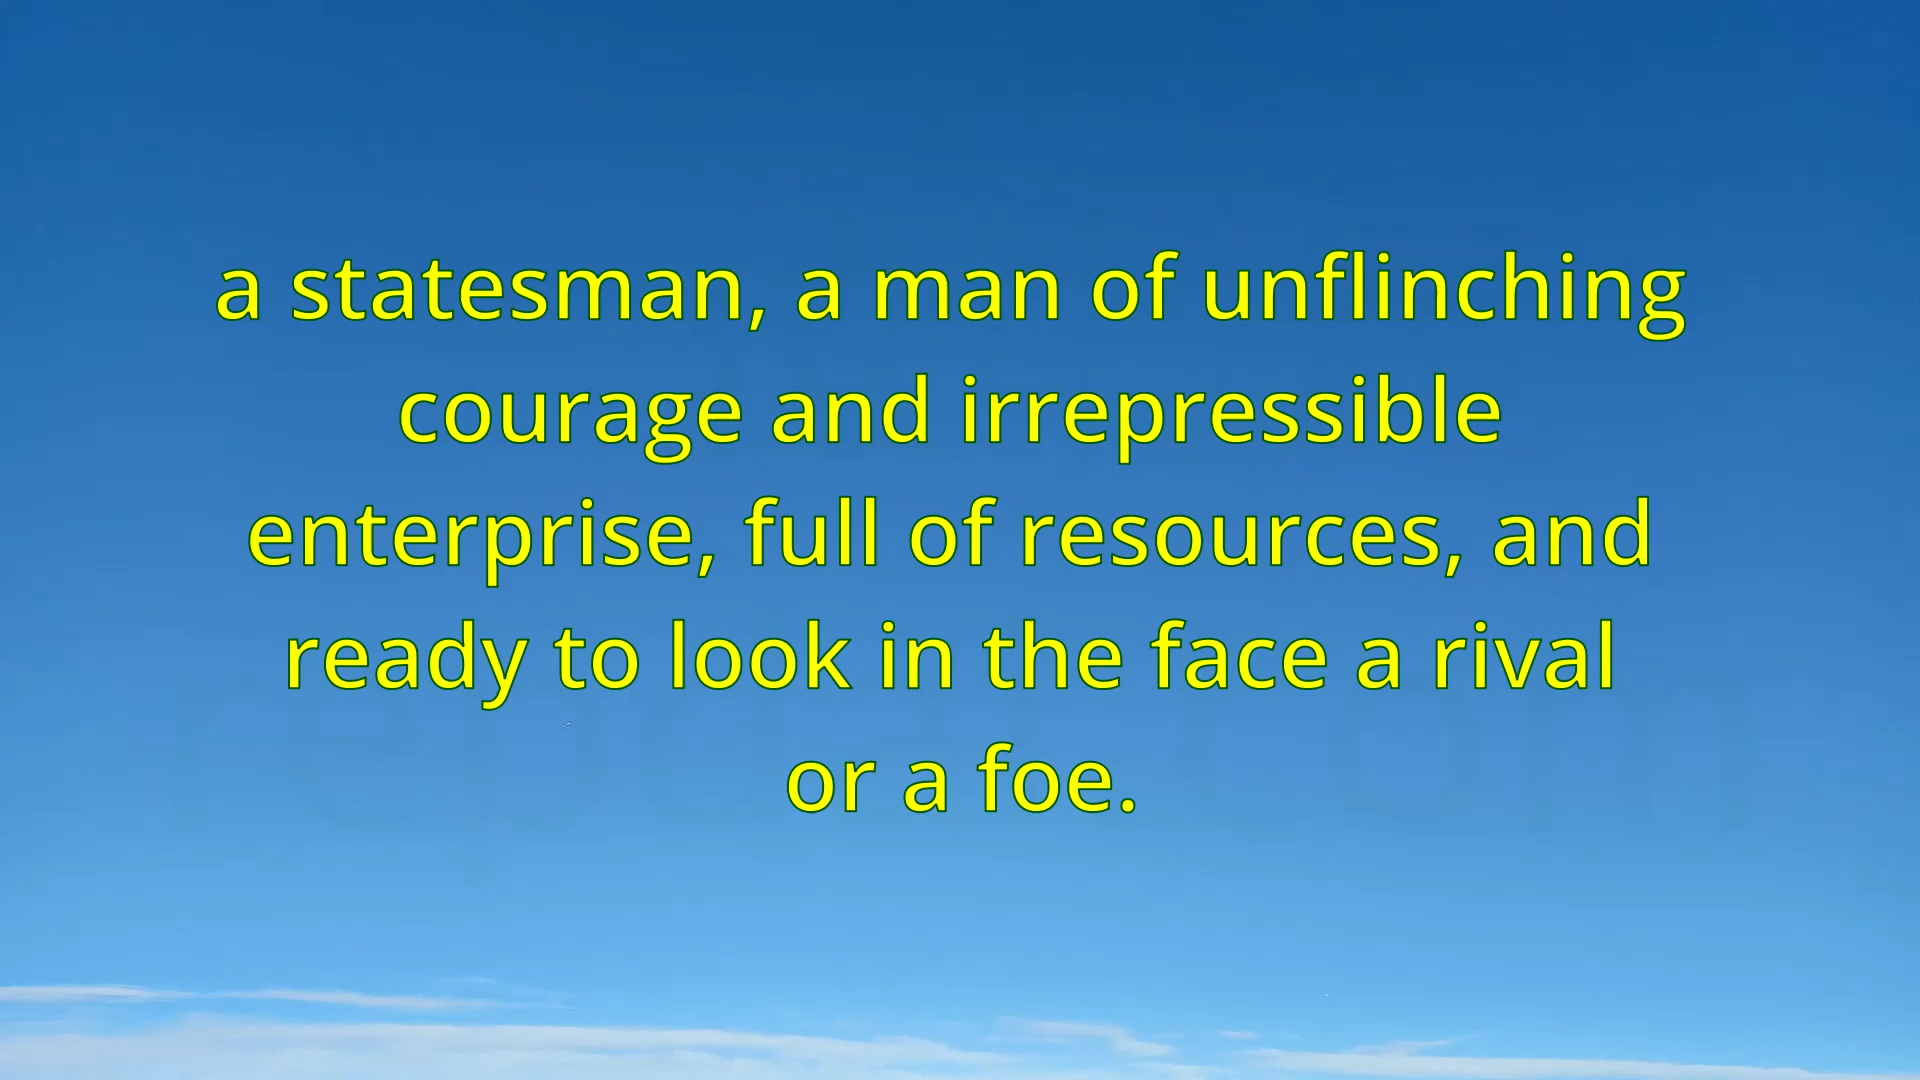 a statesman, a man of unflinching
courage and irrepressible
enterprise, full of resources, and
ready to look in the face a rival
or a foe.